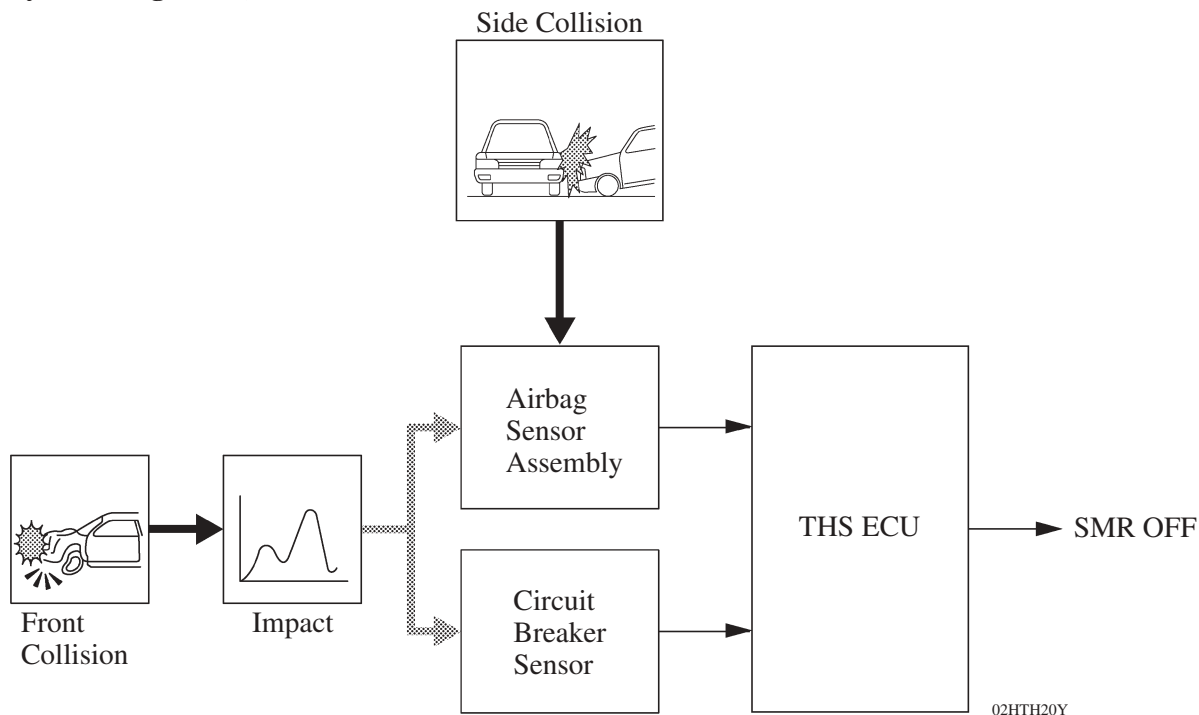 Side Collision
Airbag
Sensor
Assembly
THS ECU
SMR OFF
Front
Collision
Impact
Circuit
Breaker
Sensor
02HTH20Y